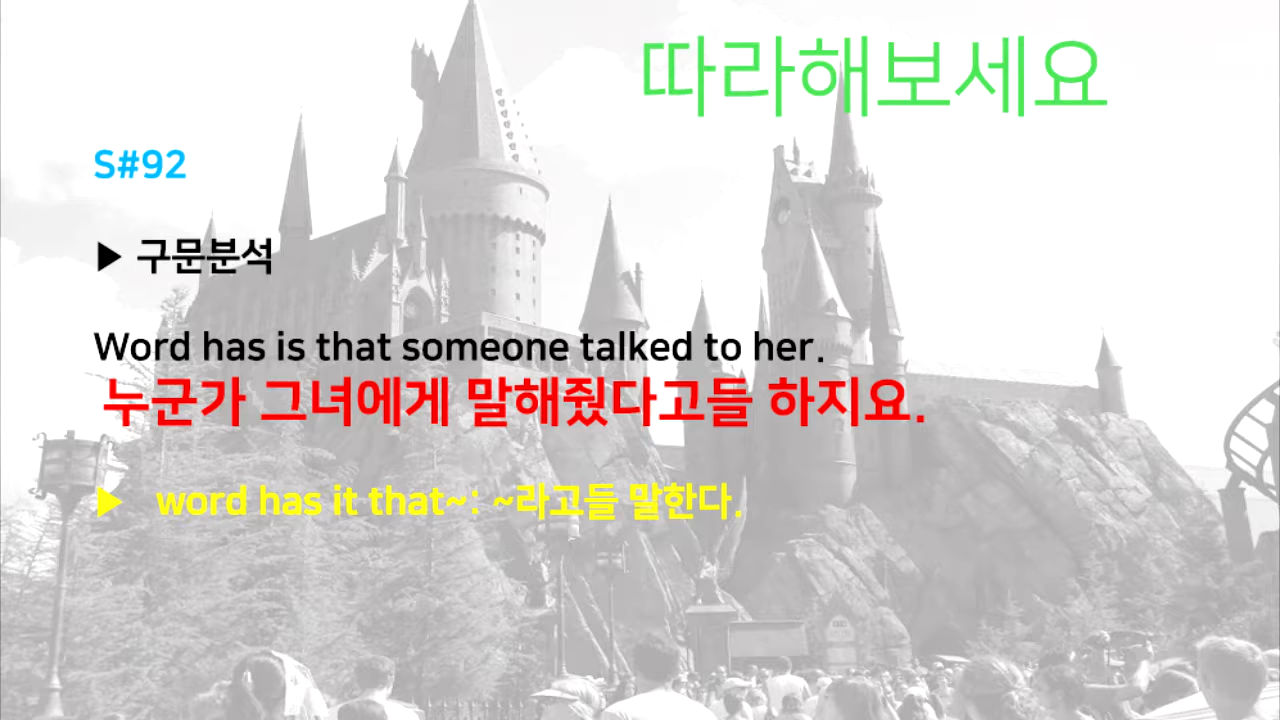 따라해보세요
S#92
▶ 구문분석
Word has is that someone talked to her.
누군가 그녀에게 말해줬다고들 하지요.
▶ word has it that~: ~라고들 말한다.